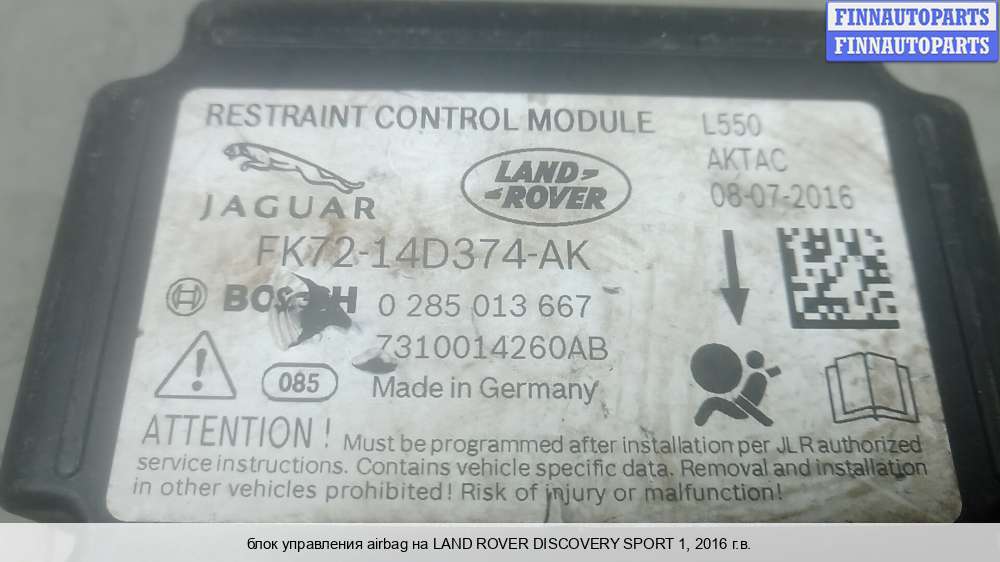 FINNAUTOPARTS
FINNAUTOPARTS
RESTRAINT CONTROL MODULE
L550
AKTAC
08-07-2016
JAGUAR
LAND-
ROVER
FK72-14D374-AK
BOSCH 0 285 013 667
7310014260AB
085 Made in Germany
ATTENTION ! Must be programmed after installation per JLR authorized
service instructions. Contains vehicle specific data. Removal and installation
in other vehicles prohibited! Risk of injury or malfunction!
блок управления airbag на LAND ROVER DISCOVERY SPORT 1, 2016 г.в.